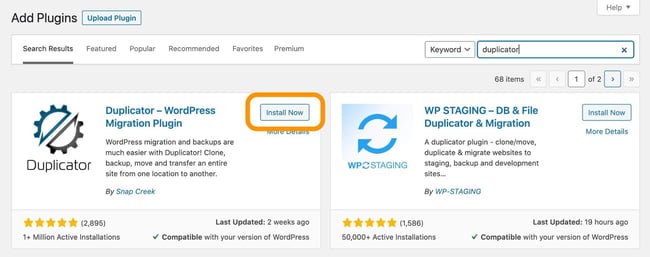 Help
Add Plugins Upload Plugin
Search Results Featured Popular Recommended Favorites Premium Keyword duplicator
68 items « ‹ 1 of 2 › »
Duplicator
Duplicator – WordPress
Migration Plugin
WordPress migration and backups are
much easier with Duplicator! Clone,
backup, move and transfer an entire
site from one location to another.
By Snap Creek
Install Now
More Details
(2,895)
Last Updated: 2 weeks ago
1+ Million Active Installations
Compatible with your version of WordPress
WP STAGING
WP STAGING – DB & File
Duplicator & Migration
A duplicator plugin - clone/move,
duplicate & migrate websites to
staging, backup and development
sites...
By WP-STAGING
Install Now
More Details
(1,586)
Last Updated: 19 hours ago
50,000+ Active Installations
Compatible with your version of WordPress